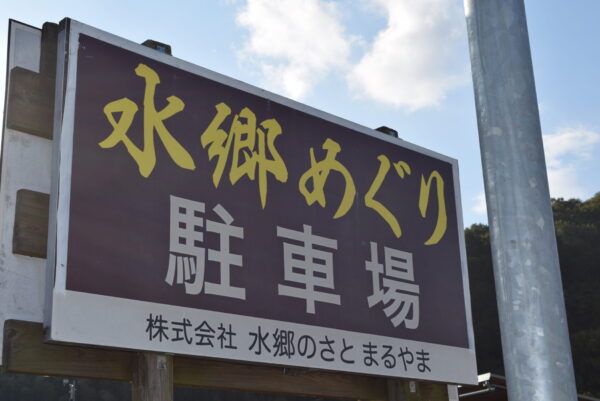 水郷めぐり
駐車場
株式会社 水郷のさと まるやま